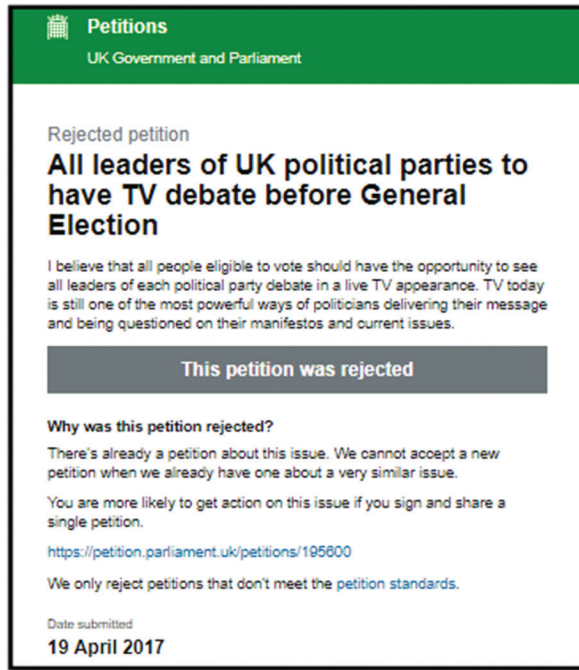 Petitions
UK Government and Parliament
Rejected petition
All leaders of UK political parties to
have TV debate before General
Election
I believe that all people eligible to vote should have the opportunity to see
all leaders of each political party debate in a live TV appearance. TV today
is still one of the most powerful ways of politicians delivering their message
and being questioned on their manifestos and current issues.
This petition was rejected
Why was this petition rejected?
There's already a petition about this issue. We cannot accept a new
petition when we already have one about a very similar issue.
You are more likely to get action on this issue if you sign and share a
single petition.
https://petition.parliament.uk/petitions/195600
We only reject petitions that don't meet the petition standards.
Date submitted
19 April 2017